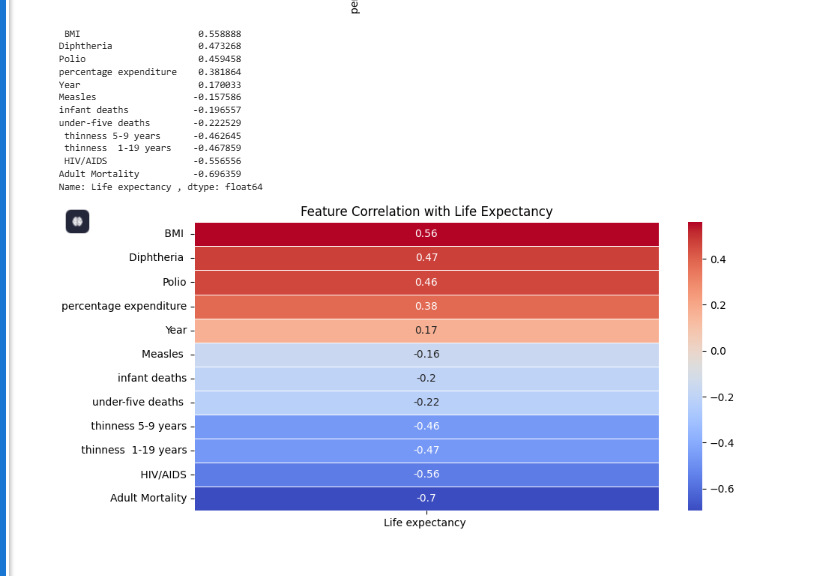 pe
BMI 0.558888
Diphtheria 0.473268
Polio 0.459458
percentage expenditure 0.381864
Year 0.170033
Measles -0.157586
infant deaths -0.196557
under-five deaths -0.222529
thinness 5-9 years -0.462645
thinness  1-19 years -0.467859
HIV/AIDS -0.556556
Adult Mortality -0.696359
Name: Life expectancy , dtype: float64
Feature Correlation with Life Expectancy
BMI 0.56
Diphtheria 0.47
Polio 0.46
percentage expenditure 0.38
Year 0.17
Measles -0.16
infant deaths -0.2
under-five deaths -0.22
thinness 5-9 years -0.46
thinness  1-19 years -0.47
HIV/AIDS -0.56
Adult Mortality -0.7
Life expectancy
0.4
0.2
0.0
−0.2
−0.4
−0.6